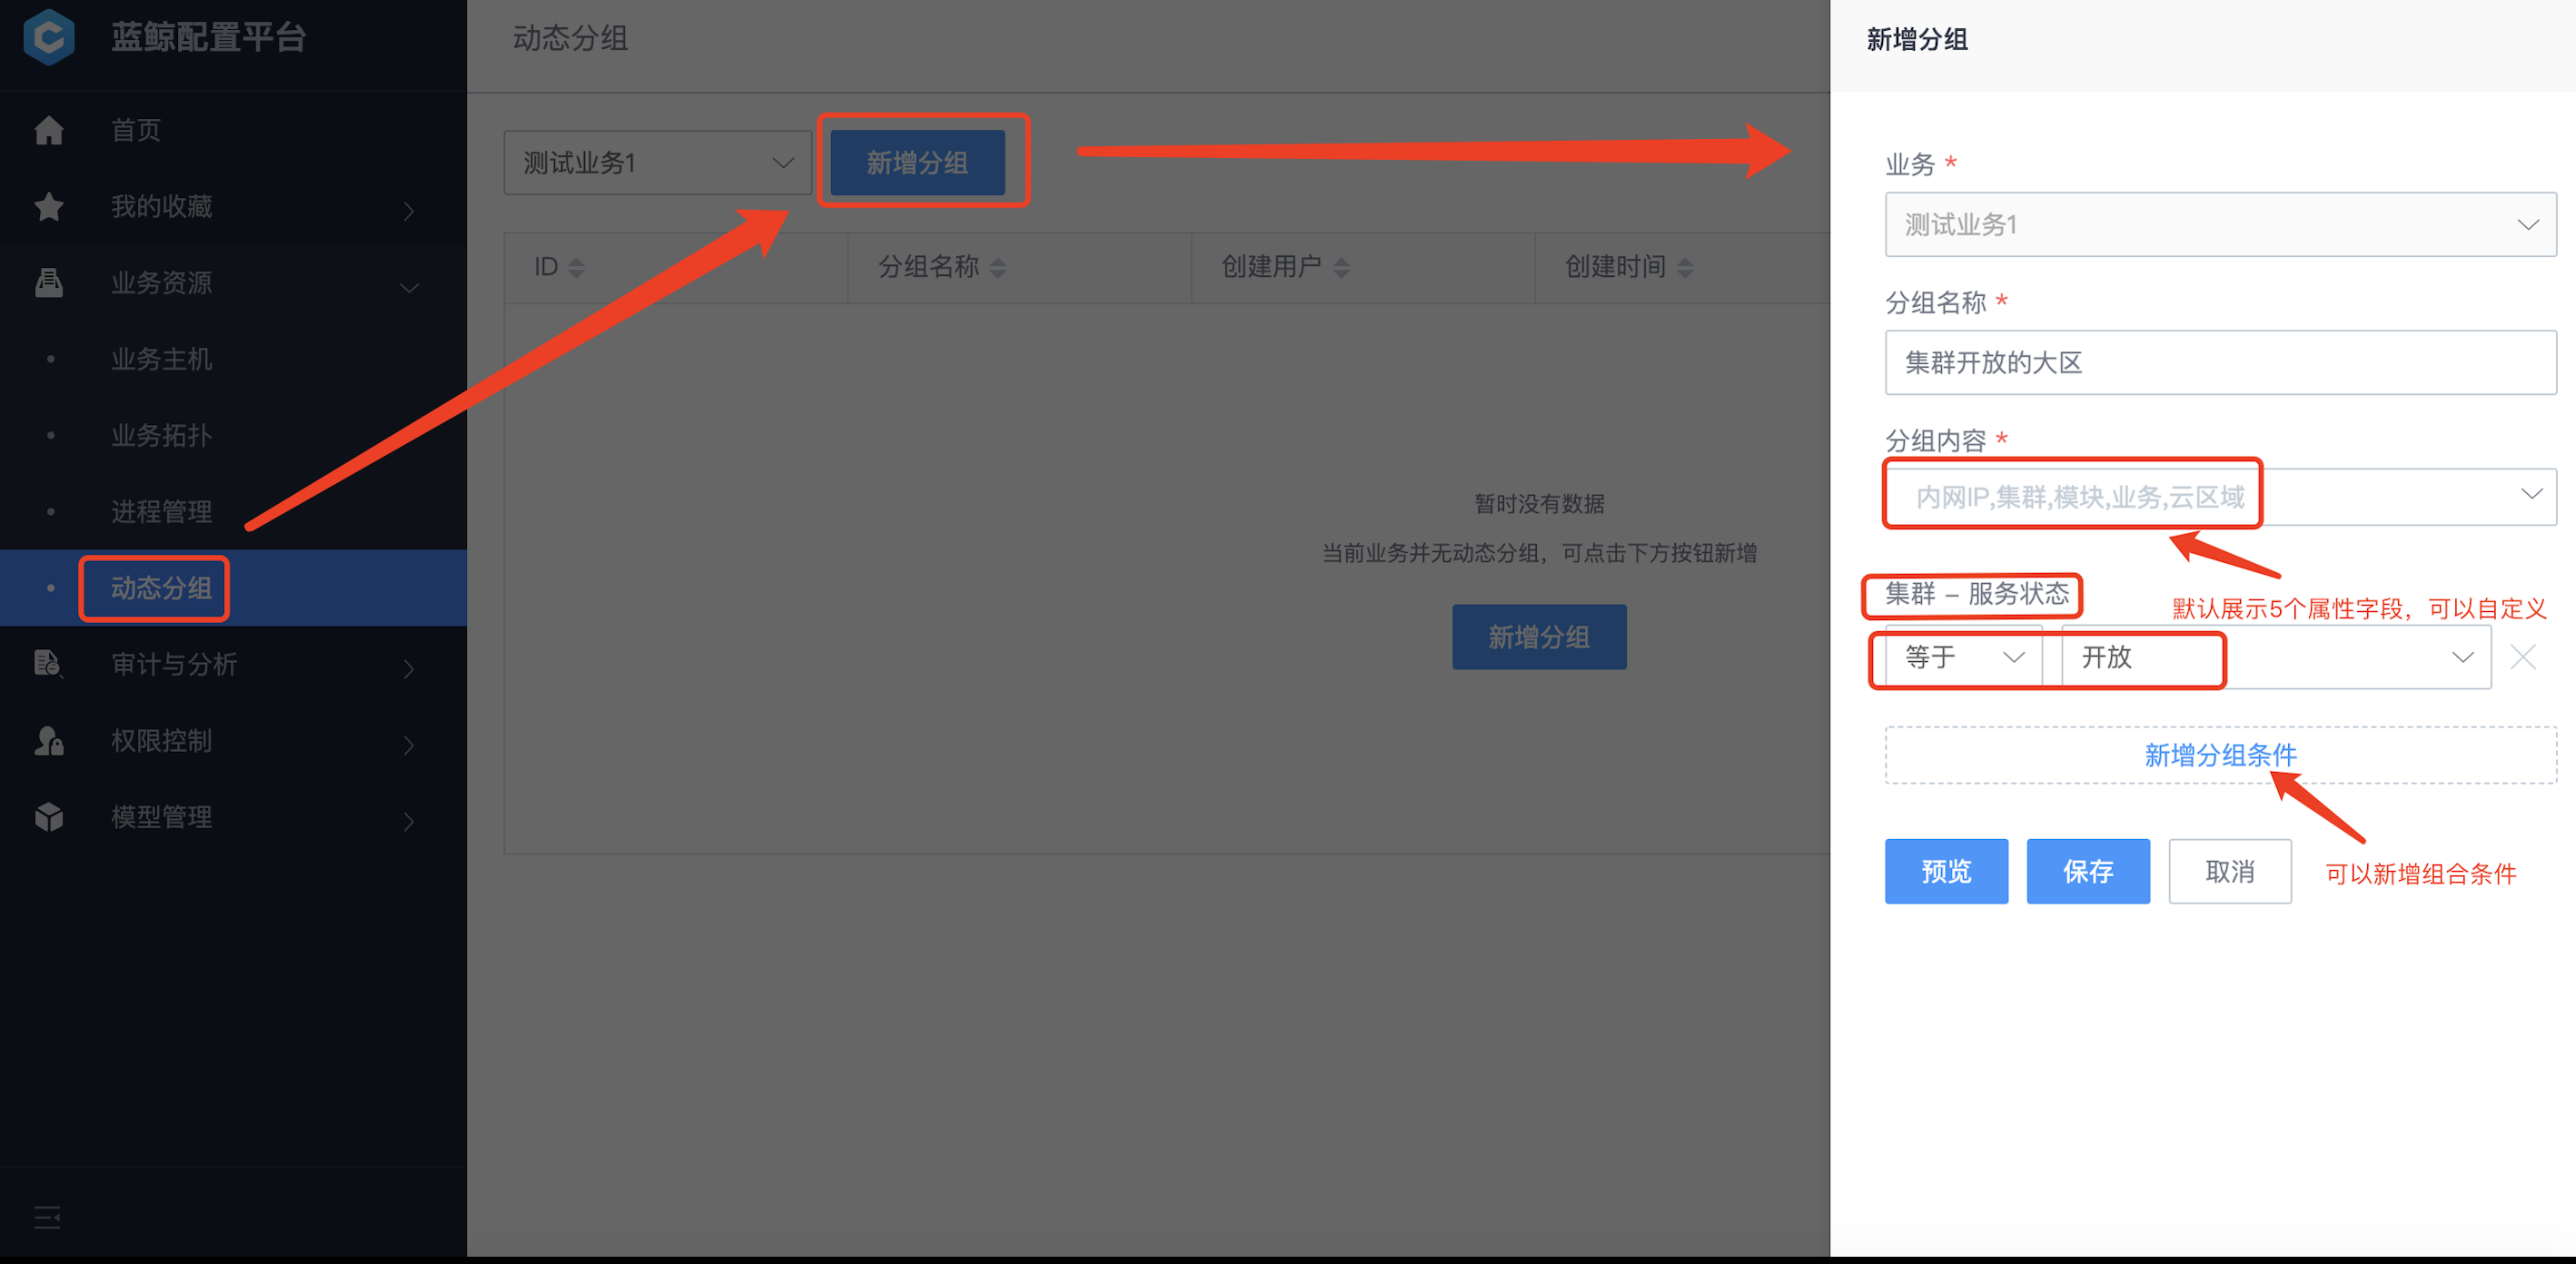 蓝鲸配置平台
首页
我的收藏
业务资源
业务主机
业务拓扑
进程管理
动态分组
审计与分析
权限控制
模型管理
动态分组
测试业务1
新增分组
ID 分组名称 创建用户 创建时间
暂时没有数据
当前业务并无动态分组，可点击下方按钮新增
新增分组
新增分组
业务 *
测试业务1
分组名称 *
集群开放的大区
分组内容 *
内网IP,集群,模块,业务,云区域
集群 - 服务状态
默认展示5个属性字段，可以自定义
等于 开放
新增分组条件
预览 保存 取消
可以新增组合条件